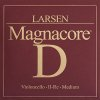 LARSEN
Magnacore®
D
Violoncello · II-Re · Medium